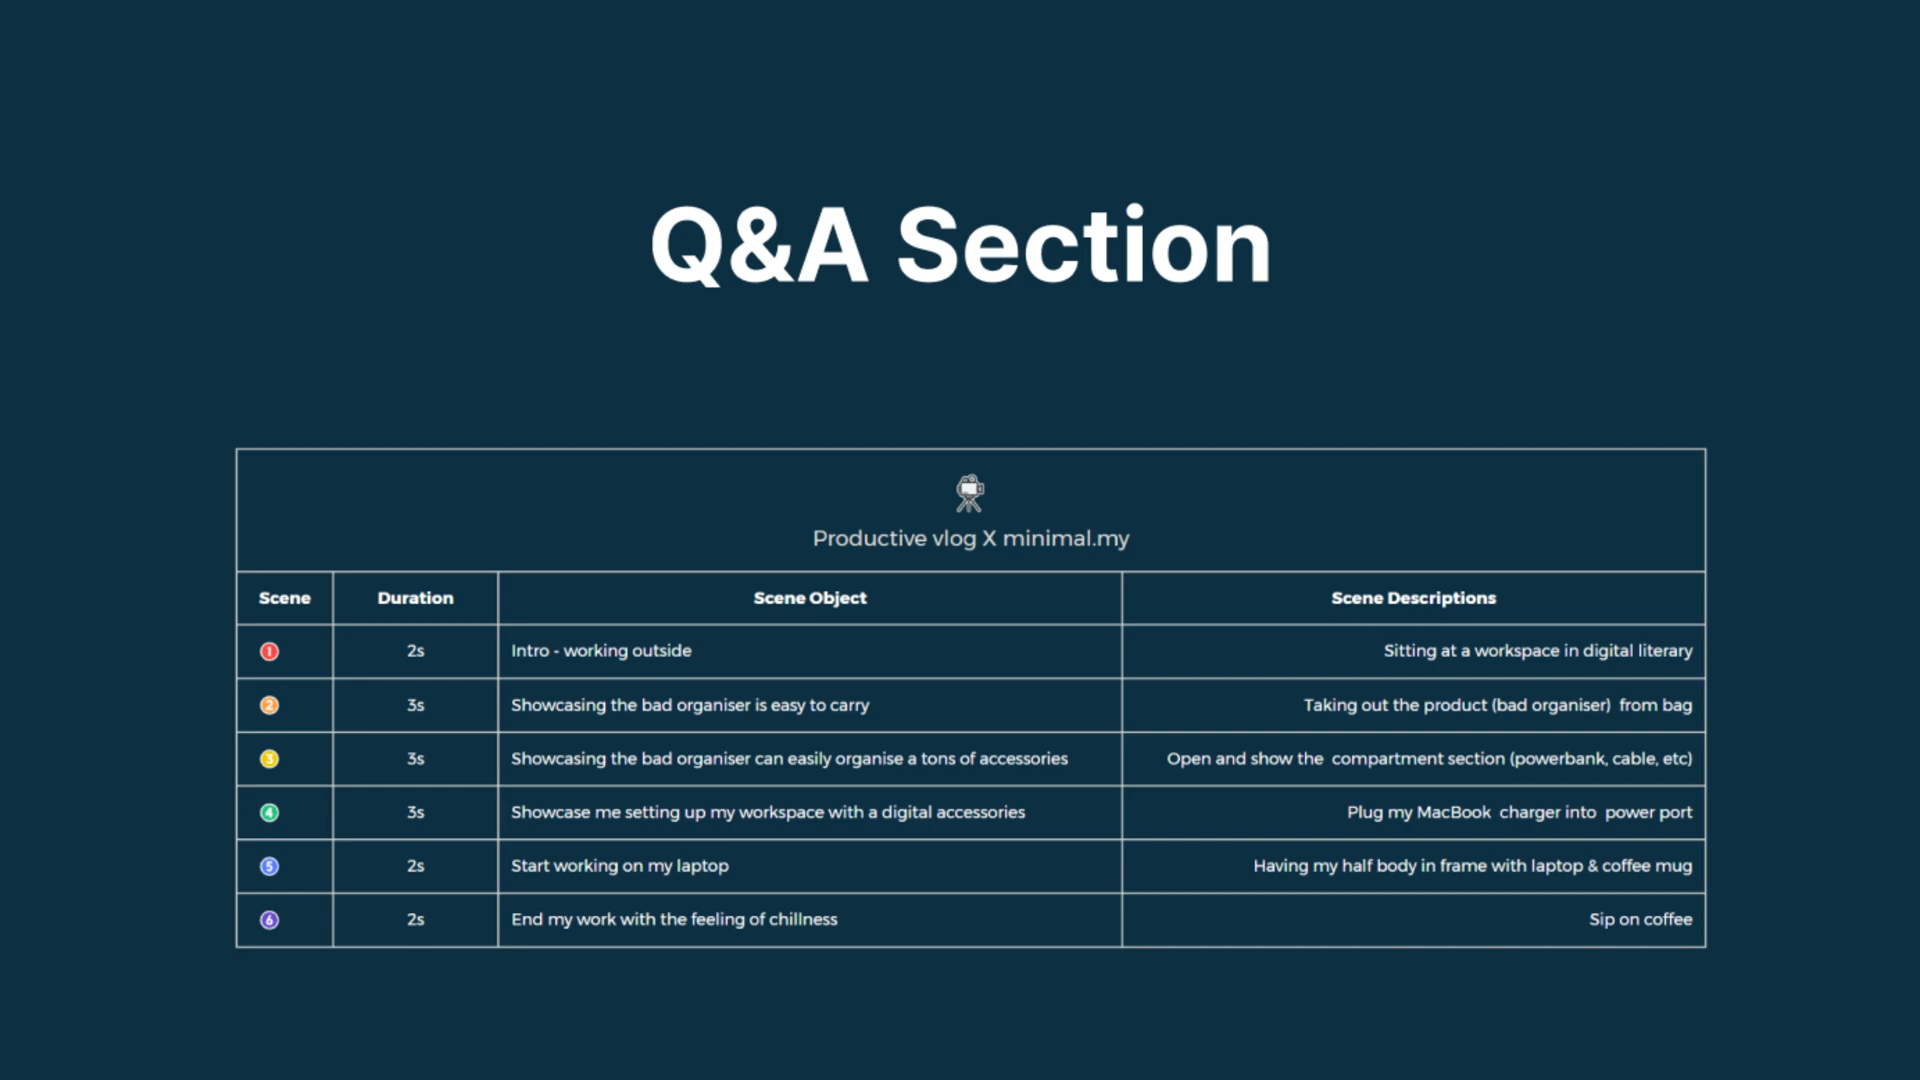 Q&A Section
Productive vlog X minimal.my
Scene Duration Scene Object Scene Descriptions
1 2s Intro - working outside Sitting at a workspace in digital literary
2 3s Showcasing the bad organiser is easy to carry Taking out the product (bad organiser) from bag
3 3s Showcasing the bad organiser can easily organise a tons of accessories Open and show the compartment section (powerbank, cable, etc)
4 3s Showcase me setting up my workspace with a digital accessories Plug my MacBook charger into power port
5 2s Start working on my laptop Having my half body in frame with laptop & coffee mug
6 2s End my work with the feeling of chillness Sip on coffee